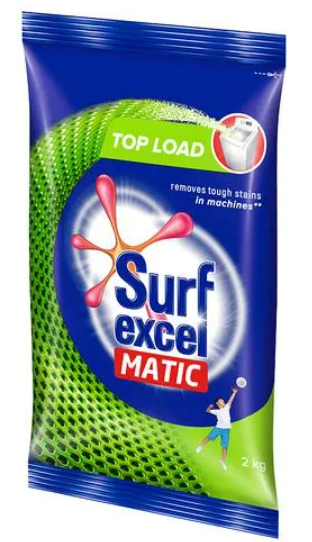 TOP LOAD
removes tough stains
in machines**
Surf
excel
MATIC
2 kg